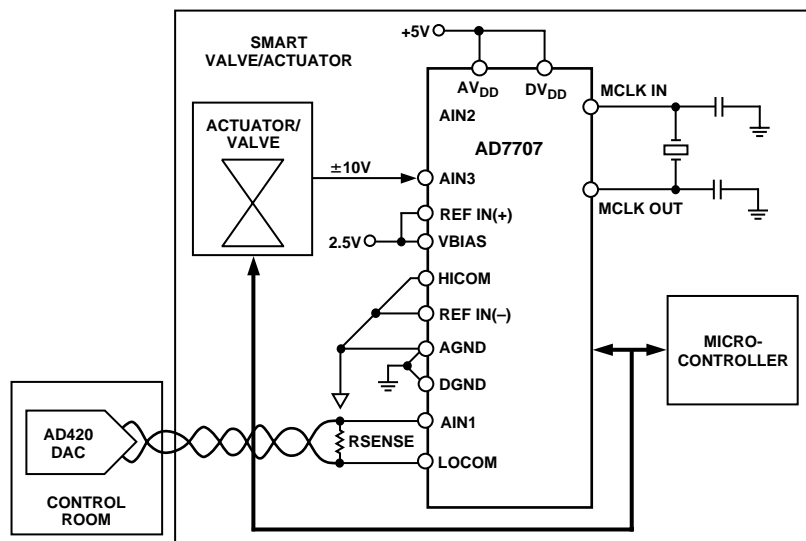 SMART
VALVE/ACTUATOR
+5V
AVDD
DVDD
MCLK IN
AIN2
ACTUATOR/
VALVE
AD7707
±10V
AIN3
MCLK OUT
REF IN(+)
2.5V
VBIAS
HICOM
REF IN(–)
MICRO-
CONTROLLER
AGND
DGND
AD420
DAC
AIN1
RSENSE
LOCOM
CONTROL
ROOM